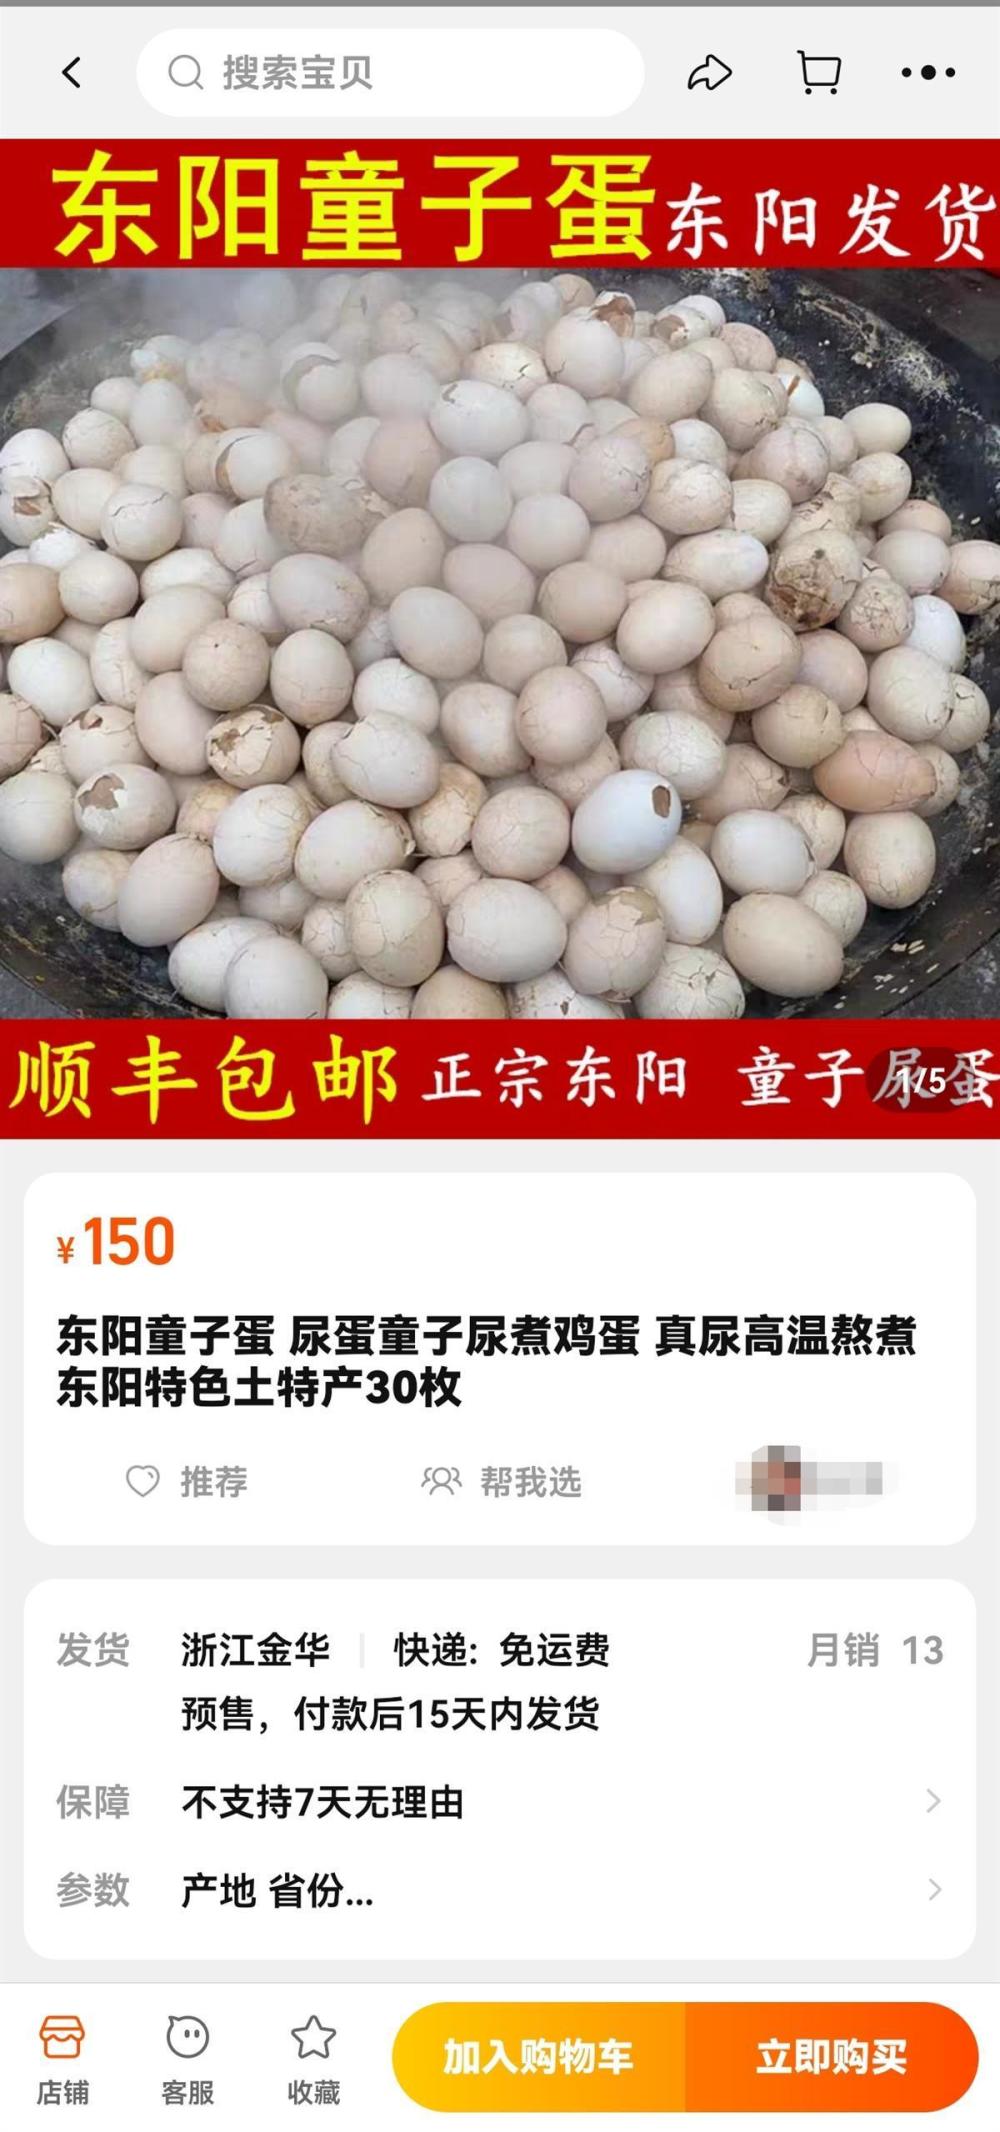 搜索宝贝
东阳童子蛋东阳发货
顺丰包邮 正宗东阳 童子尿蛋
1/5
¥150
东阳童子蛋 尿蛋童子尿煮鸡蛋 真尿高温熬煮
东阳特色土特产30枚
推荐 帮我选
发货 浙江金华 快递: 免运费 月销 13
预售，付款后15天内发货
保障 不支持7天无理由
参数 产地 省份...
店铺 客服 收藏 加入购物车 立即购买